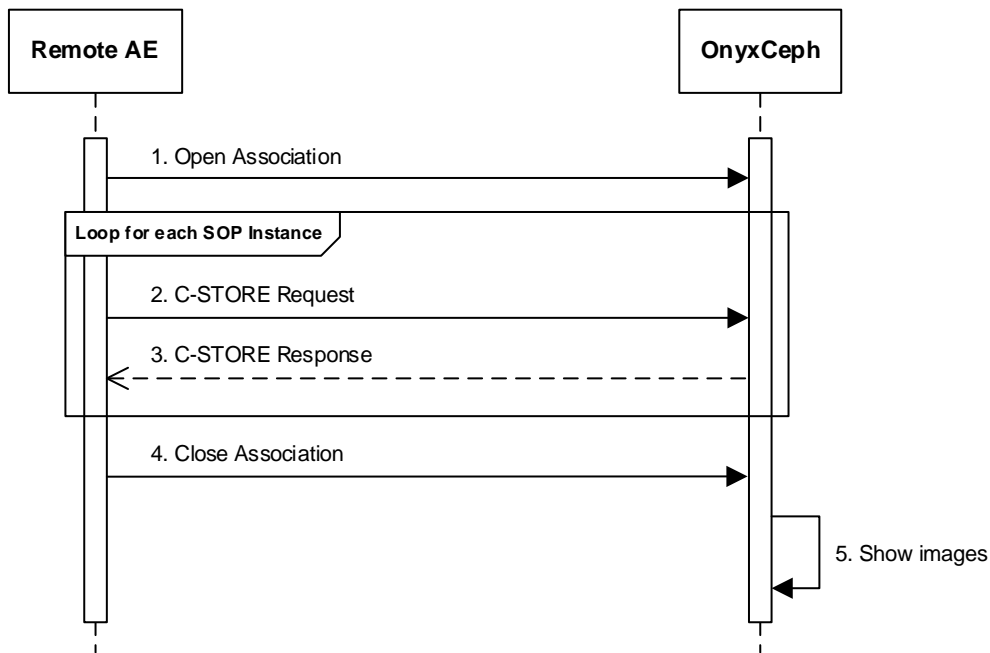 Remote AE
OnyxCeph
1. Open Association
Loop for each SOP Instance
2. C-STORE Request
3. C-STORE Response
4. Close Association
5. Show images